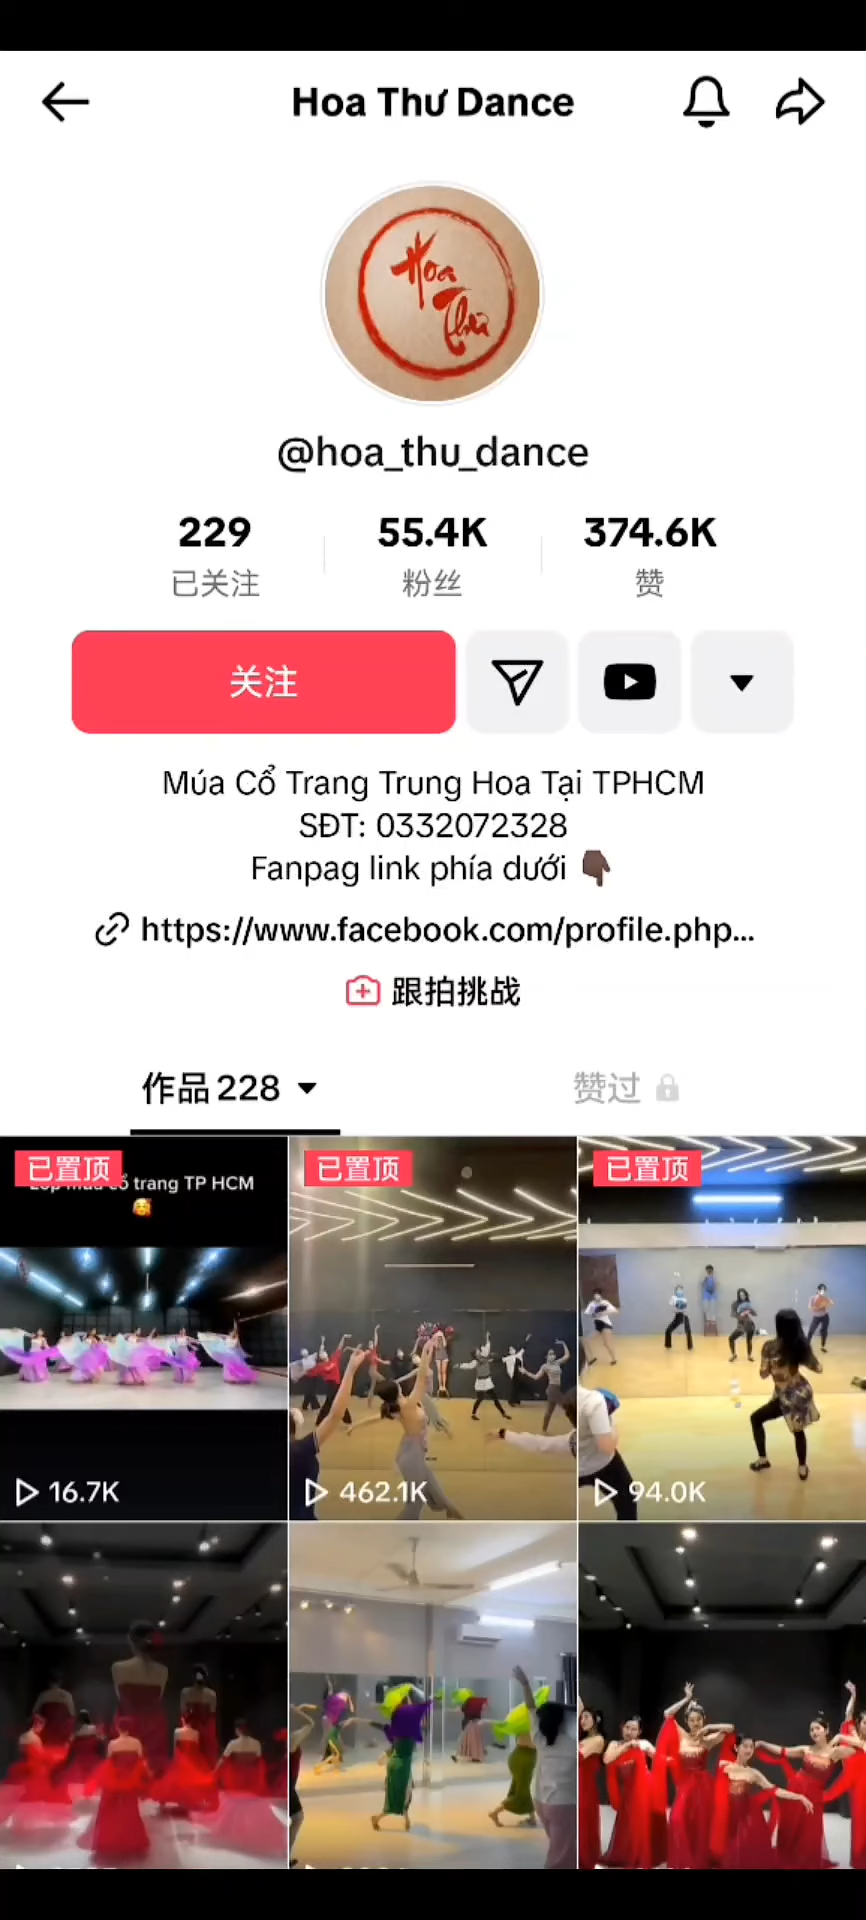 Hoa Thư Dance
Hoa
Thư
@hoa_thu_dance
229 55.4K 374.6K
已关注 粉丝 赞
关注
Múa Cổ Trang Trung Hoa Tại TPHCM
SĐT: 0332072328
Fanpag link phía dưới 👇🏿
https://www.facebook.com/profile.php...
跟拍挑战
作品 228 赞过
已置顶 已置顶 已置顶
trang TP HCM
🥰
16.7K 462.1K 94.0K